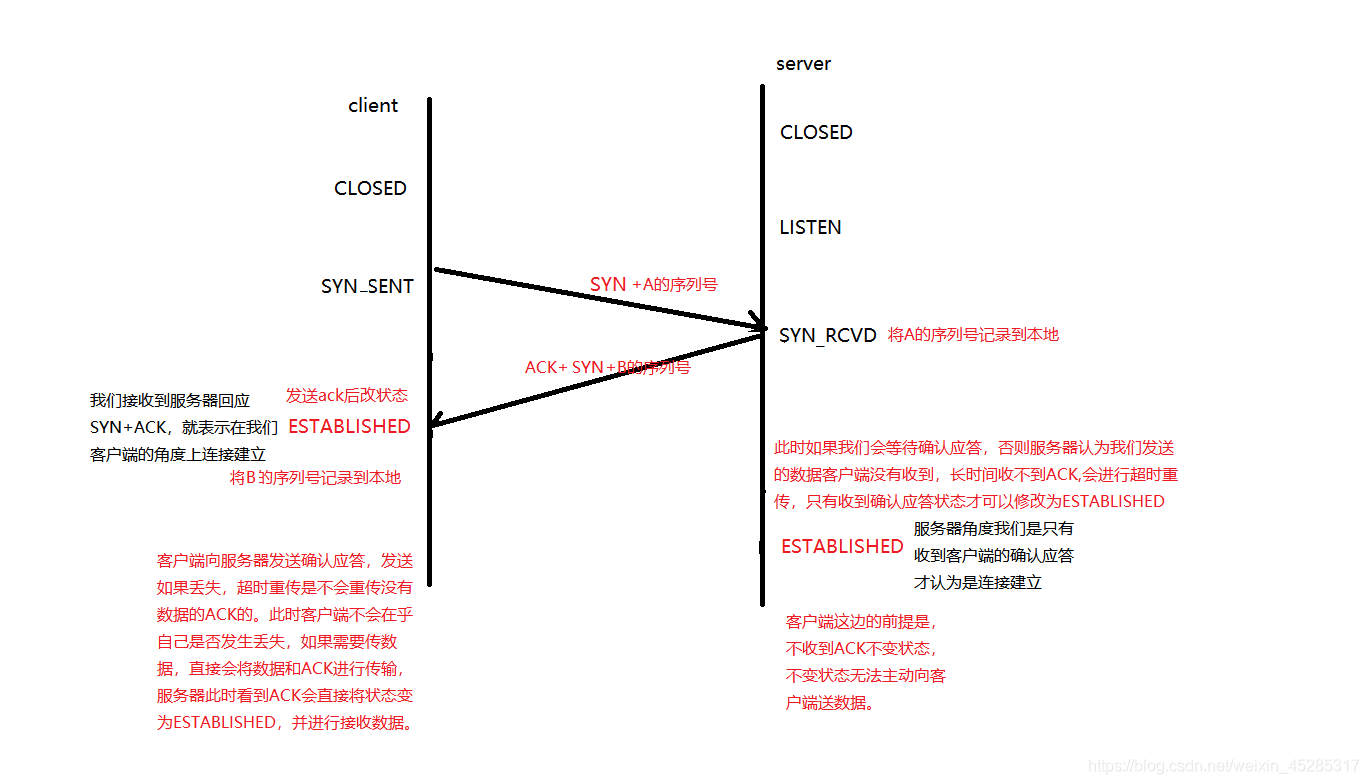 server
client
CLOSED
CLOSED
LISTEN
SYN_SENT
SYN +A的序列号
SYN_RCVD 将A的序列号记录到本地
ACK+ SYN +B的序列号
发送ack后改状态
我们接收到服务器回应
SYN+ACK，就表示在我们
客户端的角度上连接建立
ESTABLISHED
将B的序列号记录到本地
此时如果我们会等待确认应答，否则服务器认为我们发送
的数据客户端没有收到，长时间收不到ACK,会进行超时重
传，只有收到确认应答状态才可以修改为ESTABLISHED
ESTABLISHED
服务器角度我们是只有
收到客户端的确认应答
才认为是连接建立
客户端向服务器发送确认应答，发送
如果丢失，超时重传是不会重传没有
数据的ACK的。此时客户端不会在乎
自己是否发生丢失，如果需要传数
据，直接会将数据和ACK进行传输，
服务器此时看到ACK会直接将状态变
为ESTABLISHED，并进行接收数据。
客户端这边的前提是，
不收到ACK不变状态，
不变状态无法主动向客
户端送数据。
https://blog.csdn.net/weixin_45285317